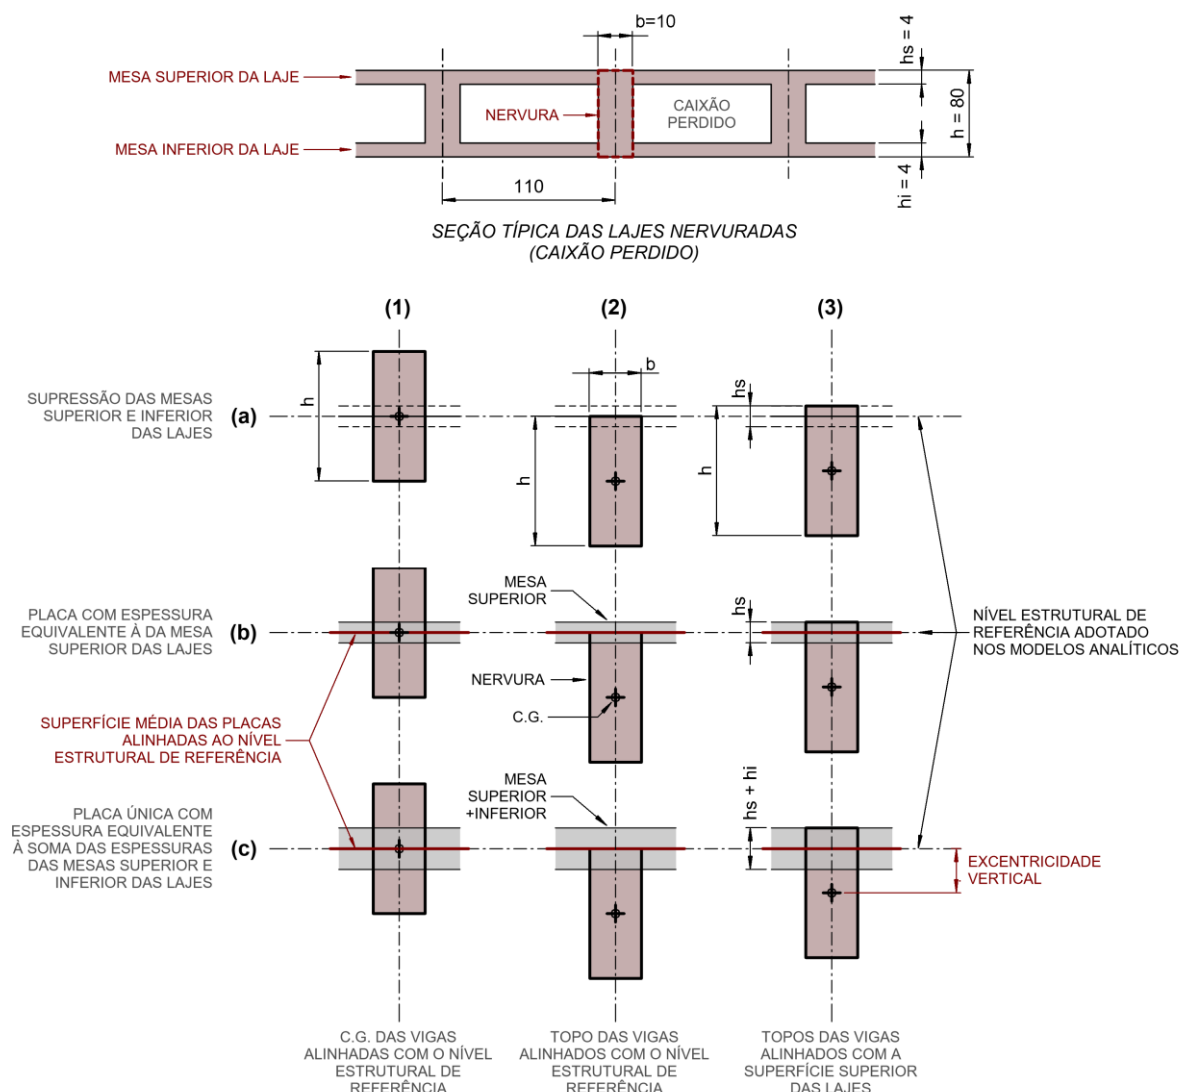 b=10
hs = 4
MESA SUPERIOR DA LAJE
NERVURA
CAIXÃO
PERDIDO
h = 80
MESA INFERIOR DA LAJE
110
hi = 4
SEÇÃO TÍPICA DAS LAJES NERVURADAS
(CAIXÃO PERDIDO)
(1)
(2)
(3)
SUPRESSÃO DAS MESAS
SUPERIOR E INFERIOR
DAS LAJES
(a)
h
b
h
hs
h
PLACA COM ESPESSURA
EQUIVALENTE À DA MESA
SUPERIOR DAS LAJES
(b)
MESA
SUPERIOR
NERVURA
C.G.
hs
NÍVEL ESTRUTURAL DE
REFERÊNCIA ADOTADO
NOS MODELOS ANALÍTICOS
SUPERFÍCIE MÉDIA DAS PLACAS
ALINHADAS AO NÍVEL
ESTRUTURAL DE REFERÊNCIA
PLACA ÚNICA COM
ESPESSURA EQUIVALENTE
À SOMA DAS ESPESSURAS
DAS MESAS SUPERIOR E
INFERIOR DAS LAJES
(c)
MESA
SUPERIOR
+INFERIOR
hs + hi
EXCENTRICIDADE
VERTICAL
C.G. DAS VIGAS
ALINHADAS COM O NÍVEL
ESTRUTURAL DE
REFERÊNCIA
TOPO DAS VIGAS
ALINHADOS COM O NÍVEL
ESTRUTURAL DE
REFERÊNCIA
TOPOS DAS VIGAS
ALINHADOS COM A
SUPERFÍCIE SUPERIOR
DAS LAJES